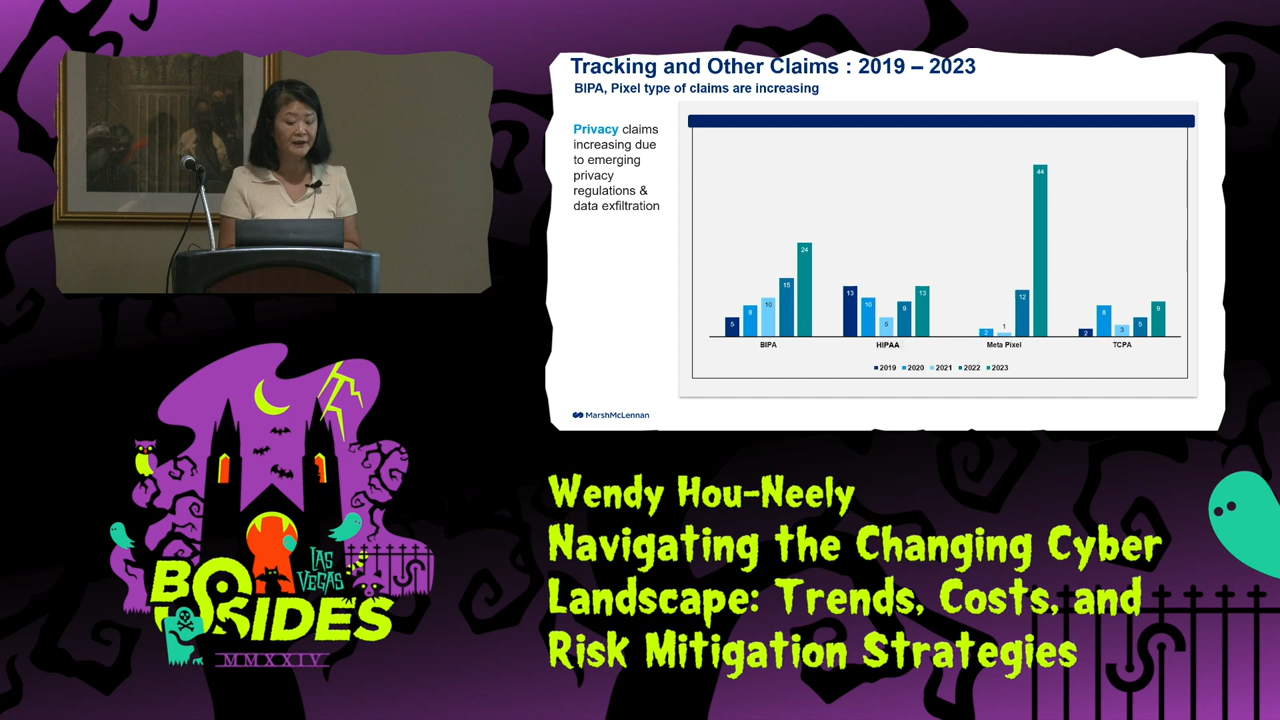 Tracking and Other Claims : 2019 – 2023
BIPA, Pixel type of claims are increasing
Privacy claims
increasing due
to emerging
privacy
regulations &
data exfiltration
5
8
10
15
24
13
10
5
9
13
2
1
12
44
2
8
3
5
9
BIPA
HIPAA
Meta Pixel
TCPA
2019 2020 2021 2022 2023
MarshMcLennan
LAS
VEGAS
BSIDES
MMXXIV
Wendy Hou-Neely
Navigating the Changing Cyber
Landscape: Trends, Costs, and
Risk Mitigation Strategies